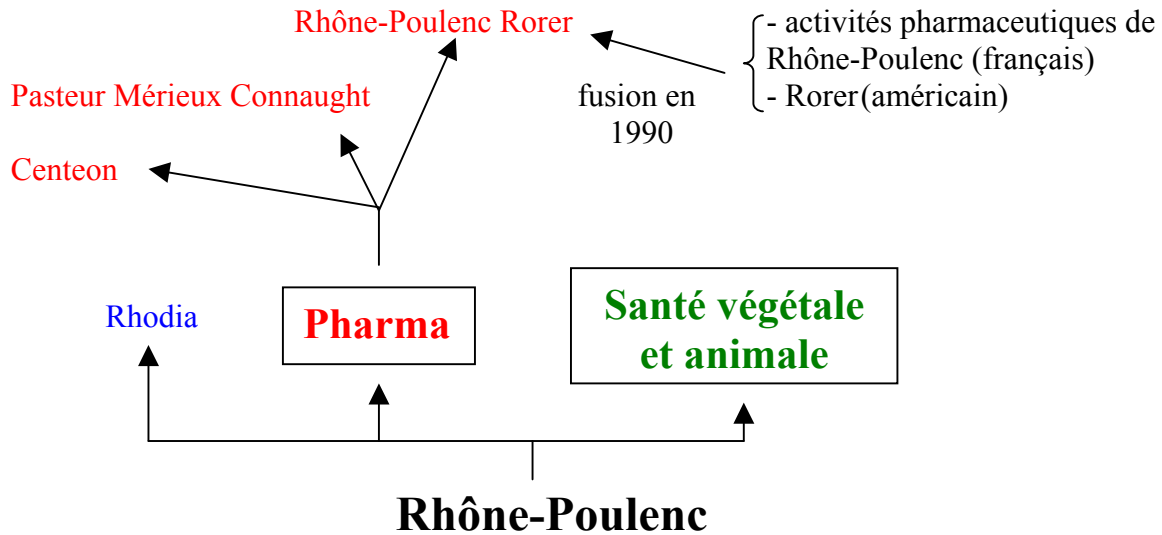 Rhône-Poulenc Rorer
- activités pharmaceutiques de
Rhône-Poulenc (français)
- Rorer (américain)
fusion en
1990
Pasteur Mérieux Connaught
Centeon
Rhodia
Pharma
Santé végétale
et animale
Rhône-Poulenc